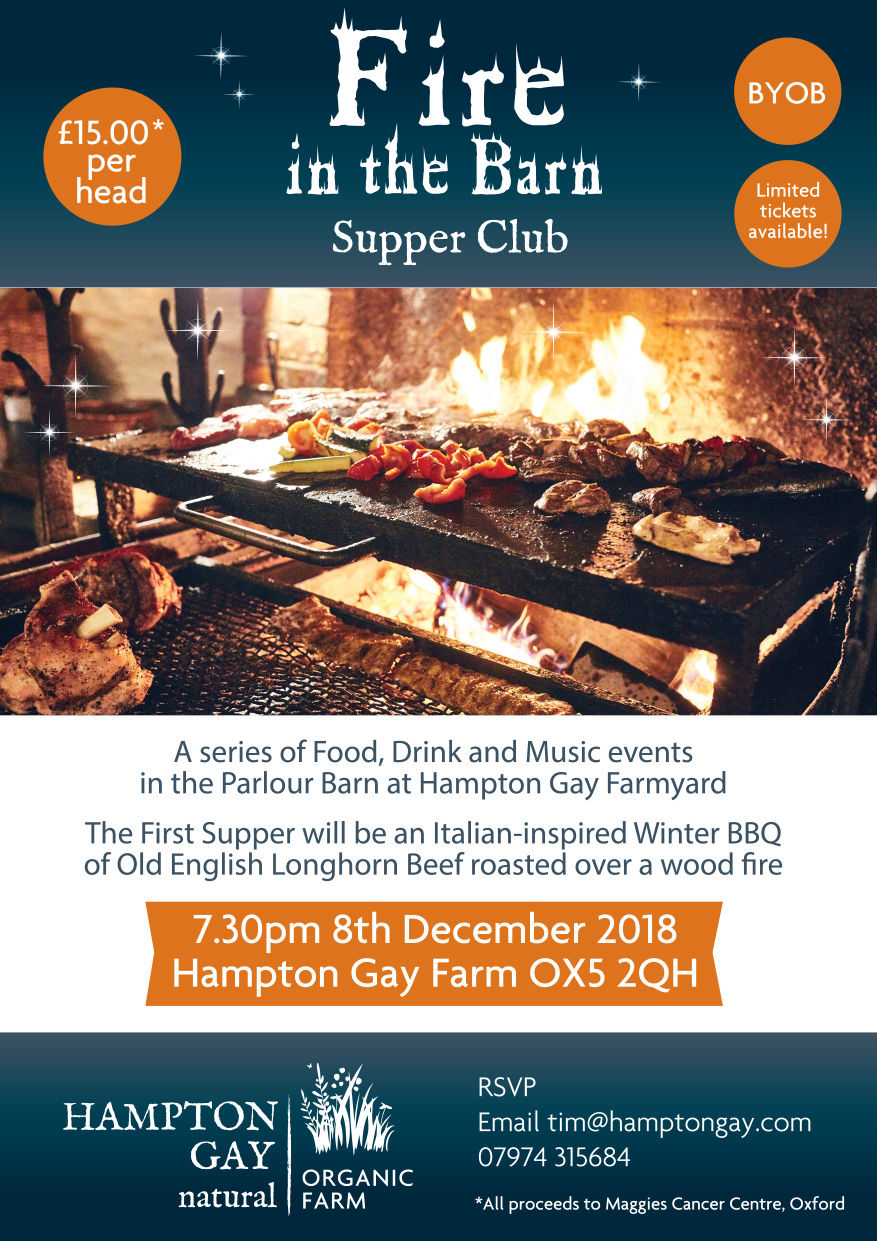 Fire
in the Barn
Supper Club
£15.00*
per
head
BYOB
Limited
tickets
available!
A series of Food, Drink and Music events
in the Parlour Barn at Hampton Gay Farmyard
The First Supper will be an Italian-inspired Winter BBQ
of Old English Longhorn Beef roasted over a wood fire
7.30pm 8th December 2018
Hampton Gay Farm OX5 2QH
HAMPTON
GAY
natural
ORGANIC
FARM
RSVP
Email tim@hamptongay.com
07974 315684
*All proceeds to Maggies Cancer Centre, Oxford